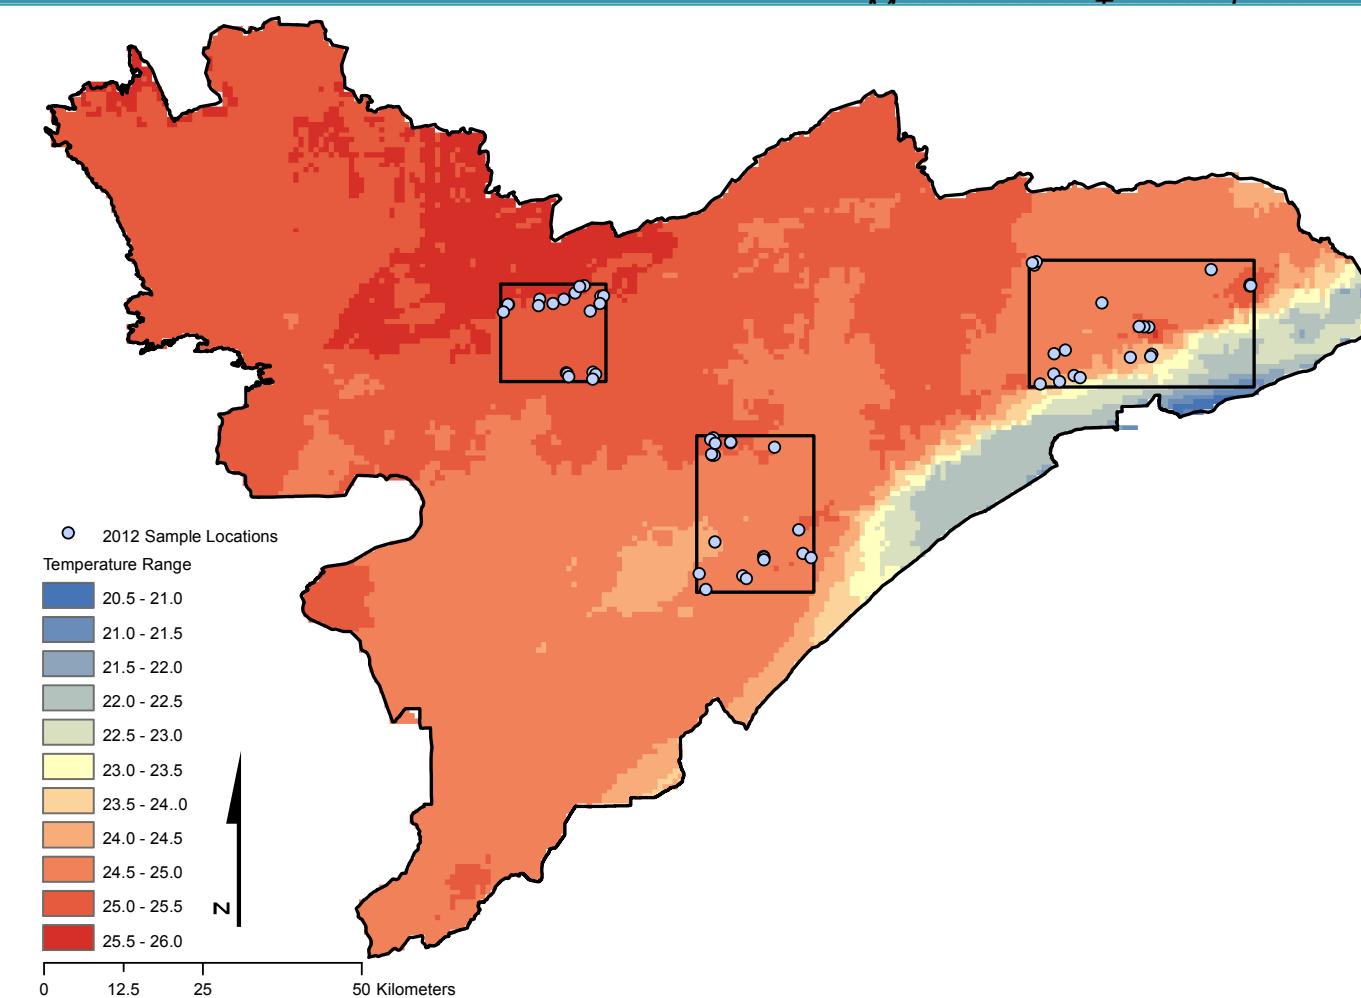 2012 Sample Locations
Temperature Range
20.5 - 21.0
21.0 - 21.5
21.5 - 22.0
22.0 - 22.5
22.5 - 23.0
23.0 - 23.5
23.5 - 24..0
24.0 - 24.5
24.5 - 25.0
25.0 - 25.5
25.5 - 26.0
N
0 12.5 25 50 Kilometers